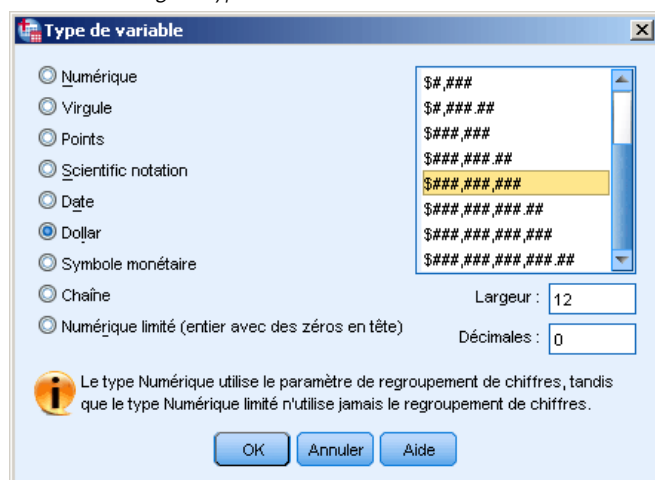 Type de variable
Numérique
Virgule
Points
Scientific notation
Date
Dollar
Symbole monétaire
Chaîne
Numérique limité (entier avec des zéros en tête)
$#,###
$#,###.##
$###,###
$###,###.##
$###,###,###
$###,###,###.##
$###,###,###,###
$###,###,###,###.##
Largeur : 12
Décimales : 0
Le type Numérique utilise le paramètre de regroupement de chiffres, tandis
que le type Numérique limité n'utilise jamais le regroupement de chiffres.
OK Annuler Aide